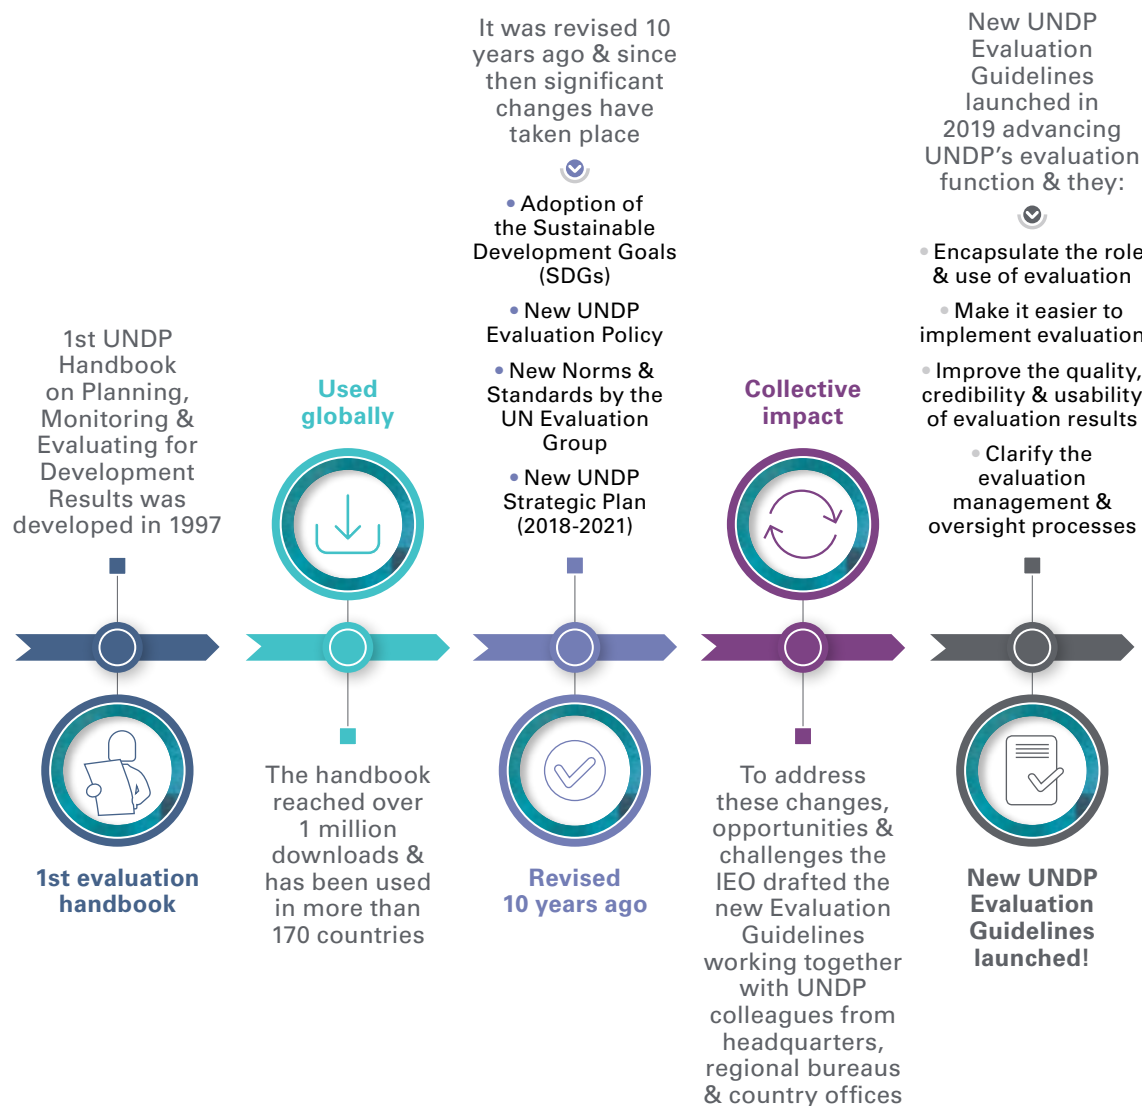 1st UNDP
Handbook
on Planning,
Monitoring &
Evaluating for
Development
Results was
developed in 1997
1st evaluation
handbook
Used
globally
The handbook
reached over
1 million
downloads &
has been used
in more than
170 countries
It was revised 10
years ago & since
then significant
changes have
taken place
• Adoption of
the Sustainable
Development Goals
(SDGs)
• New UNDP
Evaluation Policy
• New Norms &
Standards by the
UN Evaluation
Group
• New UNDP
Strategic Plan
(2018-2021)
Revised
10 years ago
Collective
impact
To address
these changes,
opportunities &
challenges the
IEO drafted the
new Evaluation
Guidelines
working together
with UNDP
colleagues from
headquarters,
regional bureaus
& country offices
New UNDP
Evaluation
Guidelines
launched in
2019 advancing
UNDP's evaluation
function & they:
• Encapsulate the role
& use of evaluation
• Make it easier to
implement evaluation
• Improve the quality,
credibility & usability
of evaluation results
• Clarify the
evaluation
management &
oversight processes
New UNDP
Evaluation
Guidelines
launched!